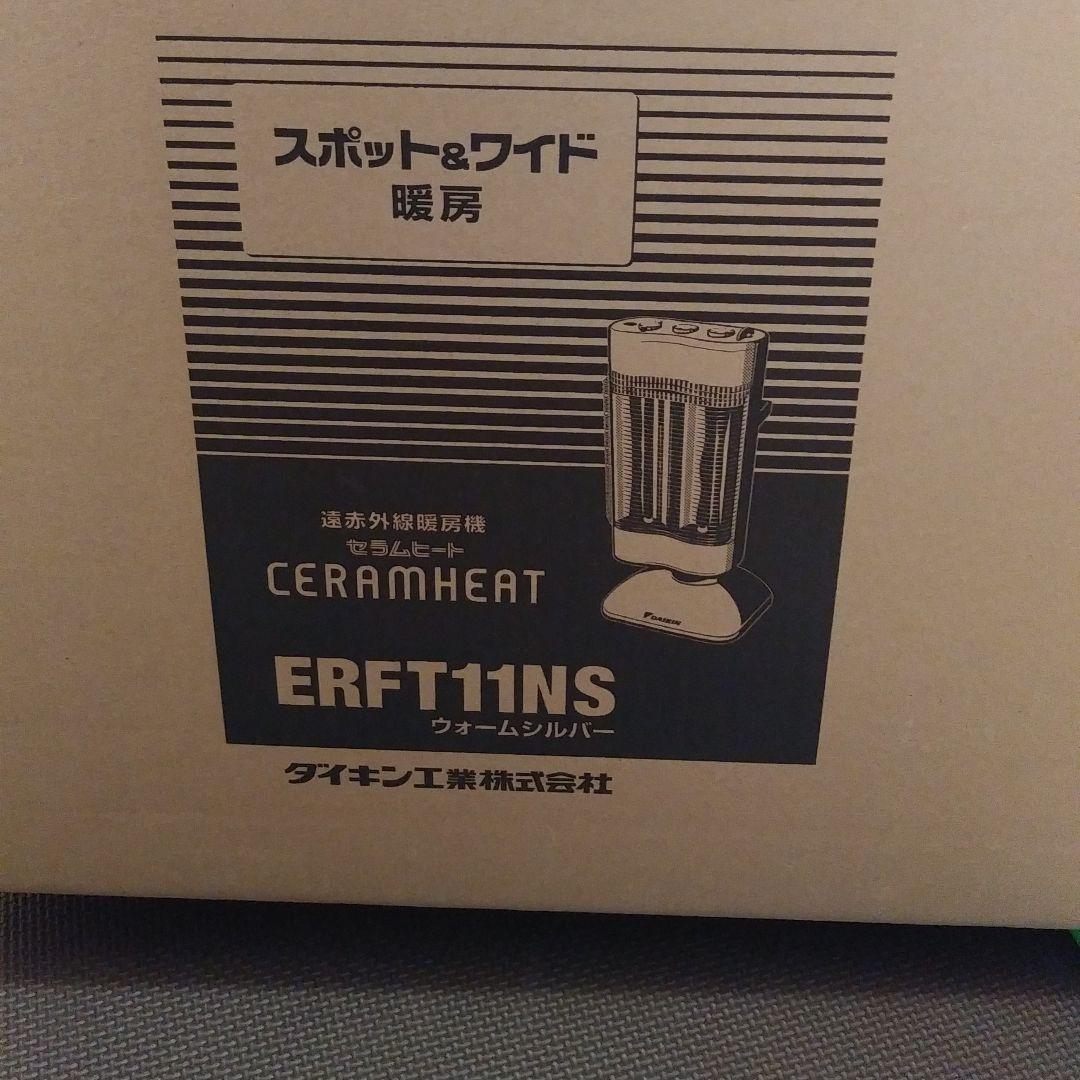 スポット&ワイド
暖房
遠赤外線暖房機
セラムヒート
CERAMHEAT
DAIKIN
ERFT11NS
ウォームシルバー
ダイキン工業株式会社